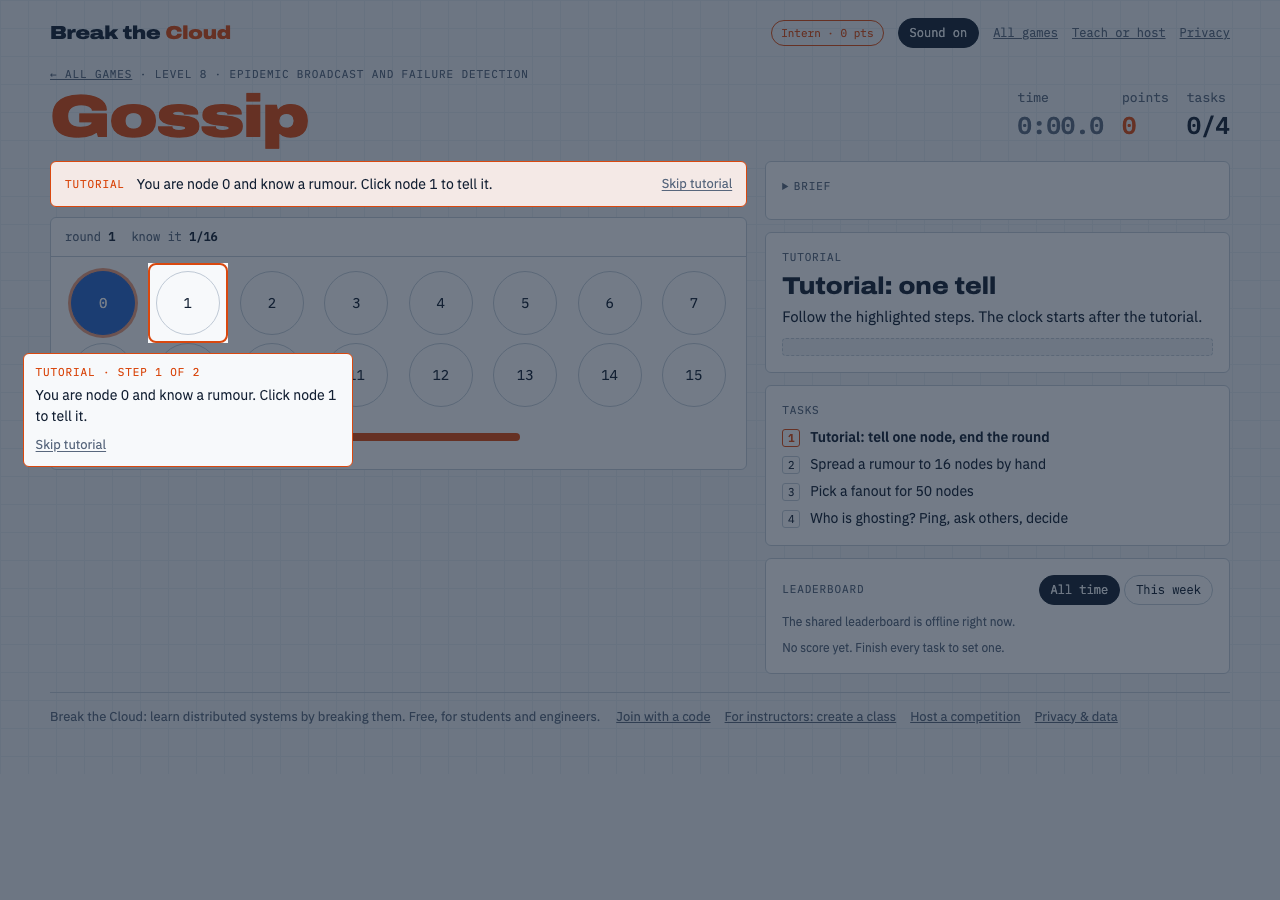 Break the Cloud
Intern · 0 pts
Sound on
All games
Teach or host
Privacy
← ALL GAMES · LEVEL 8 · EPIDEMIC BROADCAST AND FAILURE DETECTION
Gossip
time
0:00.0
points
0
tasks
0/4
TUTORIAL You are node 0 and know a rumour. Click node 1 to tell it. Skip tutorial
round 1 know it 1/16
0 1 2 3 4 5 6 7
12 13 14 15
TUTORIAL · STEP 1 OF 2
You are node 0 and know a rumour. Click node 1
to tell it.
Skip tutorial
BRIEF
TUTORIAL
Tutorial: one tell
Follow the highlighted steps. The clock starts after the tutorial.
TASKS
1 Tutorial: tell one node, end the round
2 Spread a rumour to 16 nodes by hand
3 Pick a fanout for 50 nodes
4 Who is ghosting? Ping, ask others, decide
LEADERBOARD
All time
This week
The shared leaderboard is offline right now.
No score yet. Finish every task to set one.
Break the Cloud: learn distributed systems by breaking them. Free, for students and engineers. Join with a code For instructors: create a class Host a competition Privacy & data